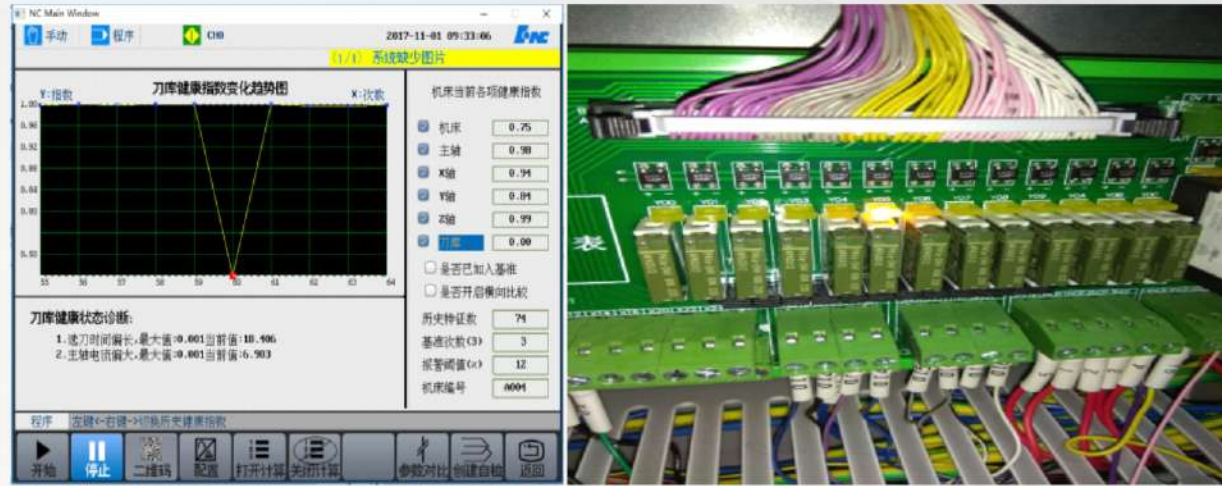 NC Main Window
手动 程序 CH0 2017-11-01 09:33:06
(1/1) 系统缺少图片
刀库健康指数变化趋势图
Y:指数 X:次数
1.00
0.96
0.92
0.50
55 56 57 58 59 60 61 62 63 64
机床当前各项健康指数
机床 0.75
主轴 0.98
X轴 0.94
Y轴 0.84
Z轴 0.99
刀库 0.00
是否已加入基准
是否开启横向比较
历史特征数 74
基准次数(3) 3
报警阈值(%) 12
机床编号 A004
刀库健康状态诊断:
1.选刀时间偏长,最大值:0.001当前值:18.406
2.主轴电流偏大,最大值:0.001当前值:6.903
程序 左键<-右键->切换历史健康指数
开始 停止 二维码 配置 打开计算 关闭计算 参数对比 创建自检 返回
YO0 YO1 YO3 YO4 YO5 YO6 YO7
表